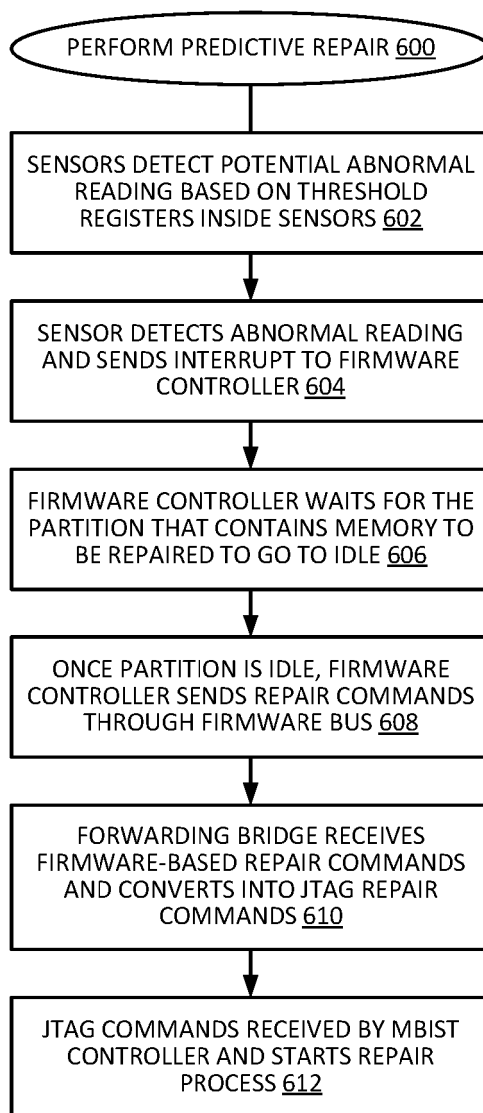 PERFORM PREDICTIVE REPAIR 600
SENSORS DETECT POTENTIAL ABNORMAL
READING BASED ON THRESHOLD
REGISTERS INSIDE SENSORS 602
SENSOR DETECTS ABNORMAL READING
AND SENDS INTERRUPT TO FIRMWARE
CONTROLLER 604
FIRMWARE CONTROLLER WAITS FOR THE
PARTITION THAT CONTAINS MEMORY TO
BE REPAIRED TO GO TO IDLE 606
ONCE PARTITION IS IDLE, FIRMWARE
CONTROLLER SENDS REPAIR COMMANDS
THROUGH FIRMWARE BUS 608
FORWARDING BRIDGE RECEIVES
FIRMWARE-BASED REPAIR COMMANDS
AND CONVERTS INTO JTAG REPAIR
COMMANDS 610
JTAG COMMANDS RECEIVED BY MBIST
CONTROLLER AND STARTS REPAIR
PROCESS 612